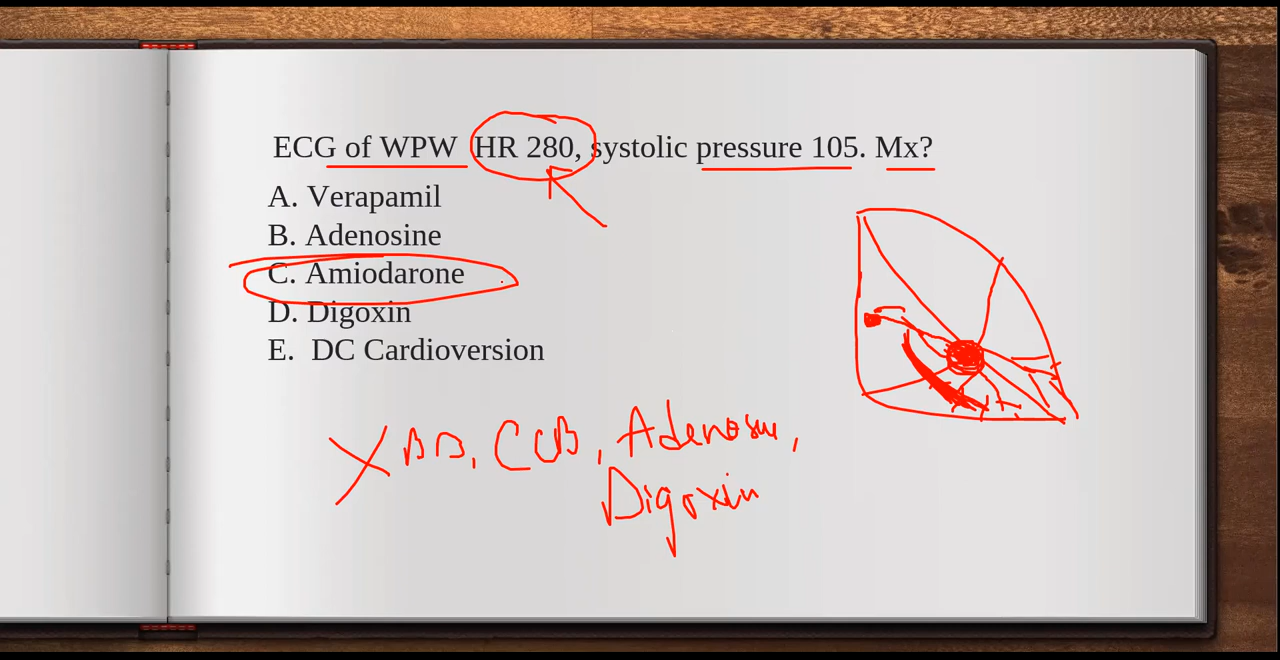 ECG of WPW HR 280, systolic pressure 105. Mx?
A. Verapamil
B. Adenosine
C. Amiodarone
D. Digoxin
E. DC Cardioversion
X BB, CCB, Adenosine,
Digoxin